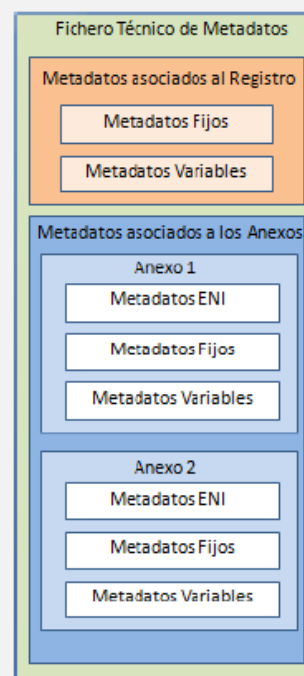 Fichero Técnico de Metadatos
Metadatos asociados al Registro
Metadatos Fijos
Metadatos Variables
Metadatos asociados a los Anexos
Anexo 1
Metadatos ENI
Metadatos Fijos
Metadatos Variables
Anexo 2
Metadatos ENI
Metadatos Fijos
Metadatos Variables